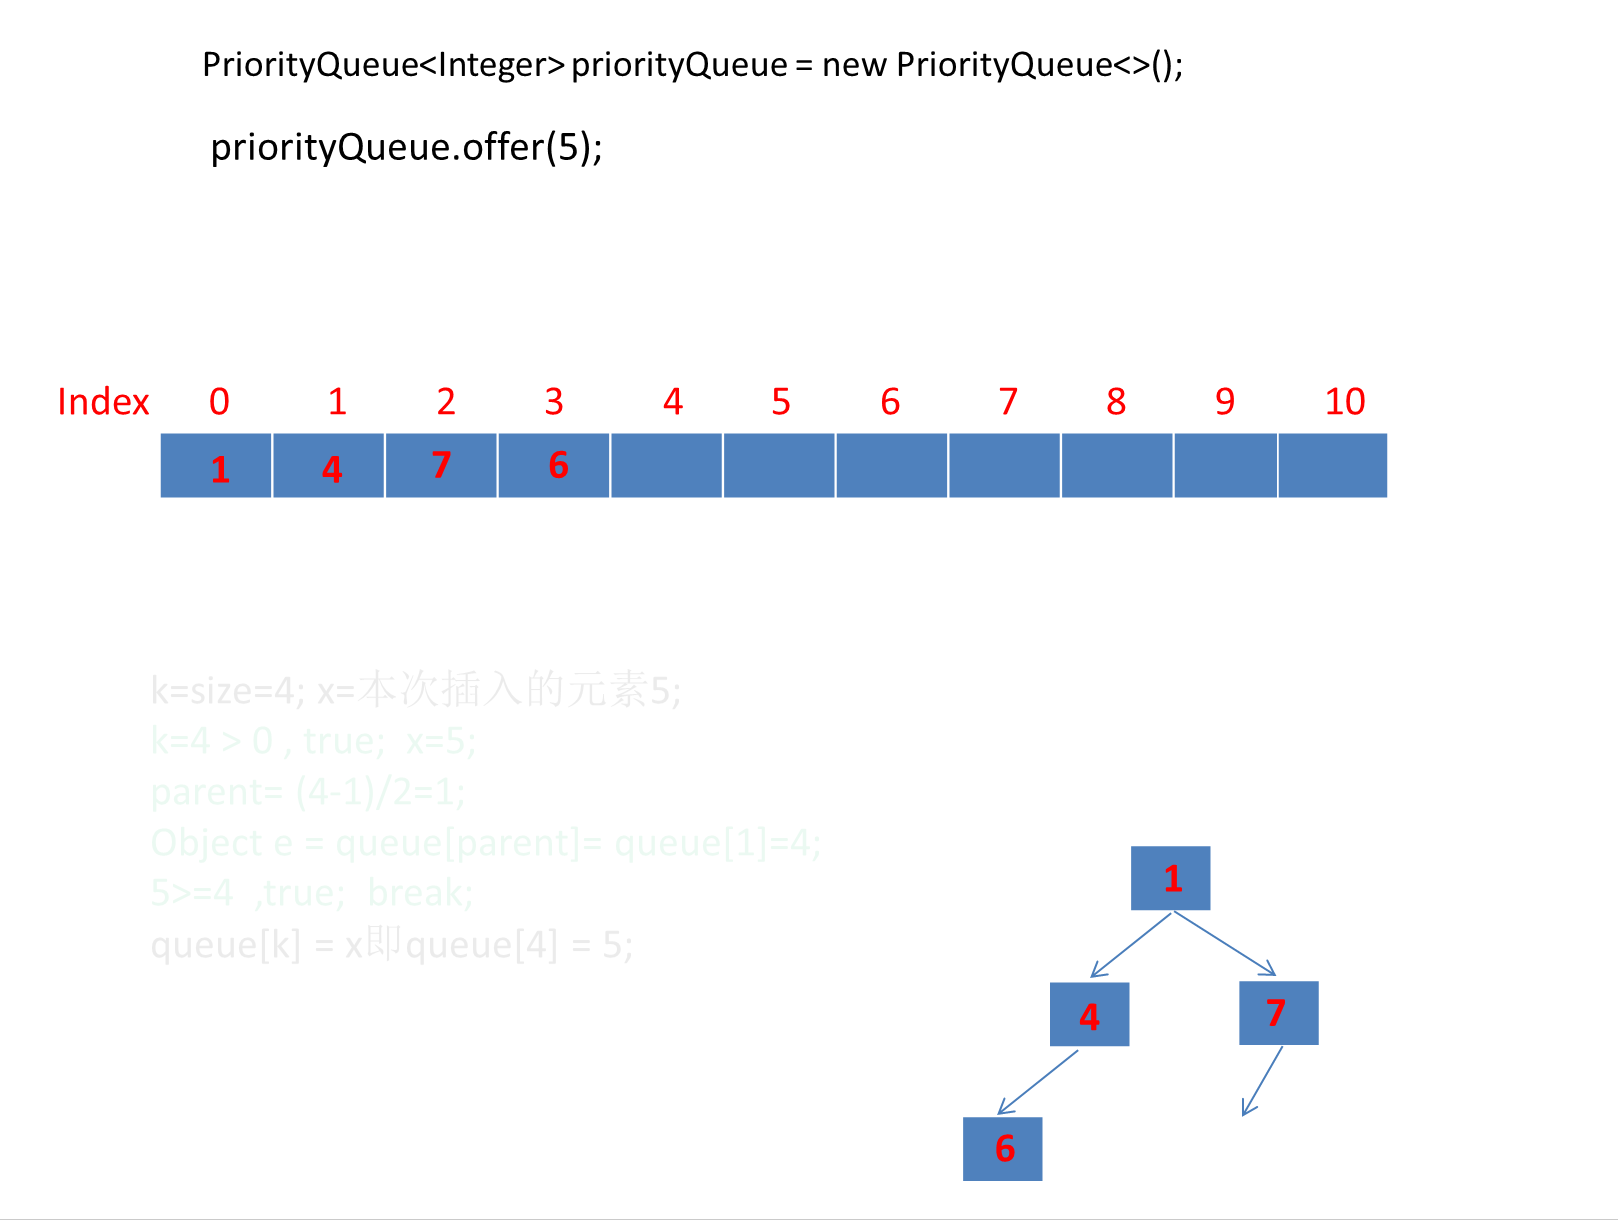 PriorityQueue<Integer> priorityQueue = new PriorityQueue<>();
priorityQueue.offer(5);
Index 0 1 2 3 4 5 6 7 8 9 10
1 4 7 6
k=size=4; x=本次插入的元素5;
k=4 > 0 , true; x=5;
parent= (4-1)/2=1;
Object e = queue[parent]= queue[1]=4;
5>=4 ,true; break;
queue[k] = x即queue[4] = 5;
1
4 7
6